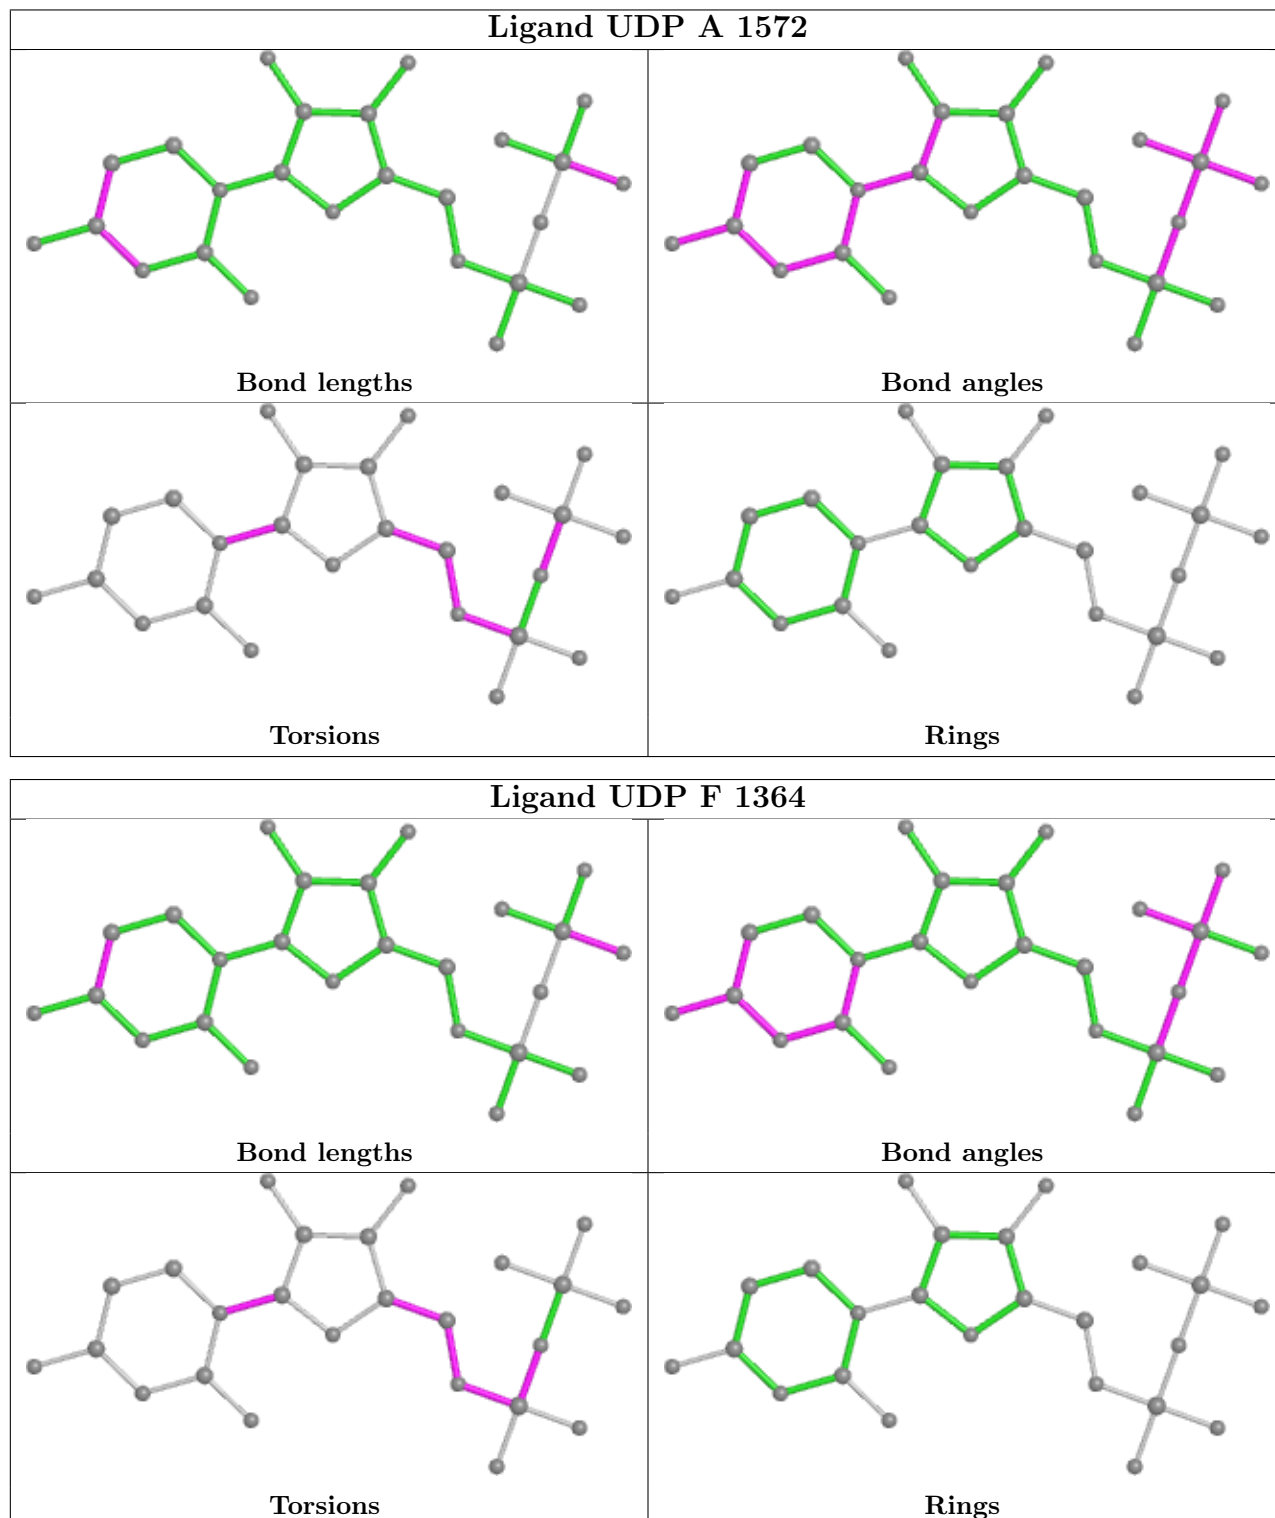 Ligand UDP A 1572
Bond lengths
Bond angles
Torsions
Rings
Ligand UDP F 1364
Bond lengths
Bond angles
Torsions
Rings